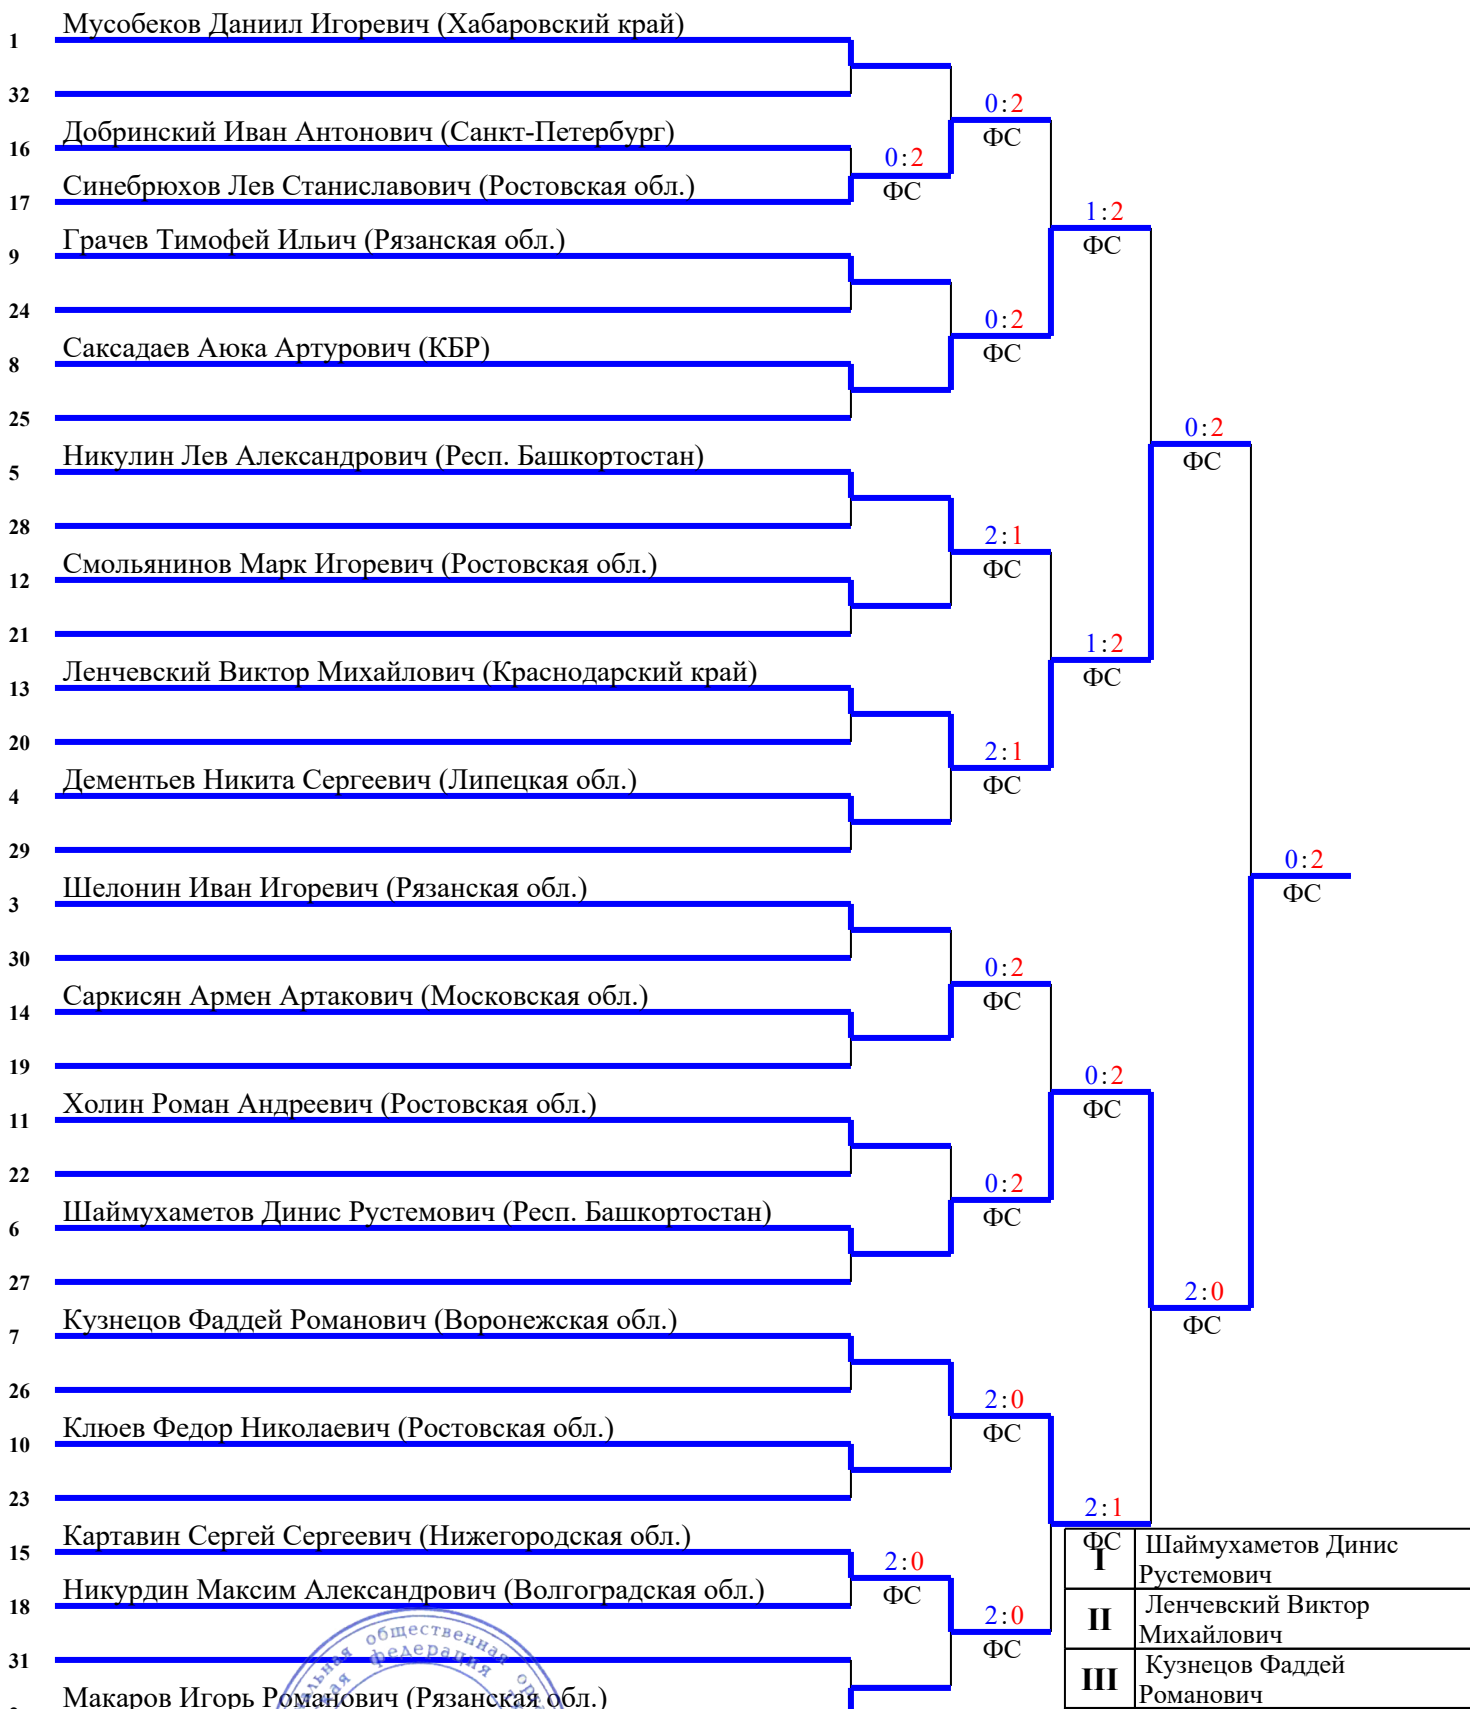 Мусобеков Даниил Игоревич (Хабаровский край)
1
32
0:2
ФС
Добринский Иван Антонович (Санкт-Петербург)
16
0:2
ФС
Синебрюхов Лев Станиславович (Ростовская обл.)
17
1:2
ФС
Грачев Тимофей Ильич (Рязанская обл.)
9
24
0:2
ФС
Саксадаев Аюка Артурович (КБР)
8
25
0:2
ФС
Никулин Лев Александрович (Респ. Башкортостан)
5
28
2:1
ФС
Смольянинов Марк Игоревич (Ростовская обл.)
12
21
1:2
ФС
Ленчевский Виктор Михайлович (Краснодарский край)
13
20
2:1
ФС
Дементьев Никита Сергеевич (Липецкая обл.)
4
29
0:2
ФС
Шелонин Иван Игоревич (Рязанская обл.)
3
30
0:2
ФС
Саркисян Армен Артакович (Московская обл.)
14
19
0:2
ФС
Холин Роман Андреевич (Ростовская обл.)
11
22
0:2
ФС
Шаймухаметов Динис Рустемович (Респ. Башкортостан)
6
27
2:0
ФС
Кузнецов Фаддей Романович (Воронежская обл.)
7
26
2:0
ФС
Клюев Федор Николаевич (Ростовская обл.)
10
23
2:1
ФС
Картавин Сергей Сергеевич (Нижегородская обл.)
15
2:0
ФС
Никурдин Максим Александрович (Волгоградская обл.)
18
2:0
ФС
31
Макаров Игорь Романович (Рязанская обл.)
I Шаймухаметов Динис
Рустемович
II Ленчевский Виктор
Михайлович
III Кузнецов Фаддей
Романович
общественная
федерация